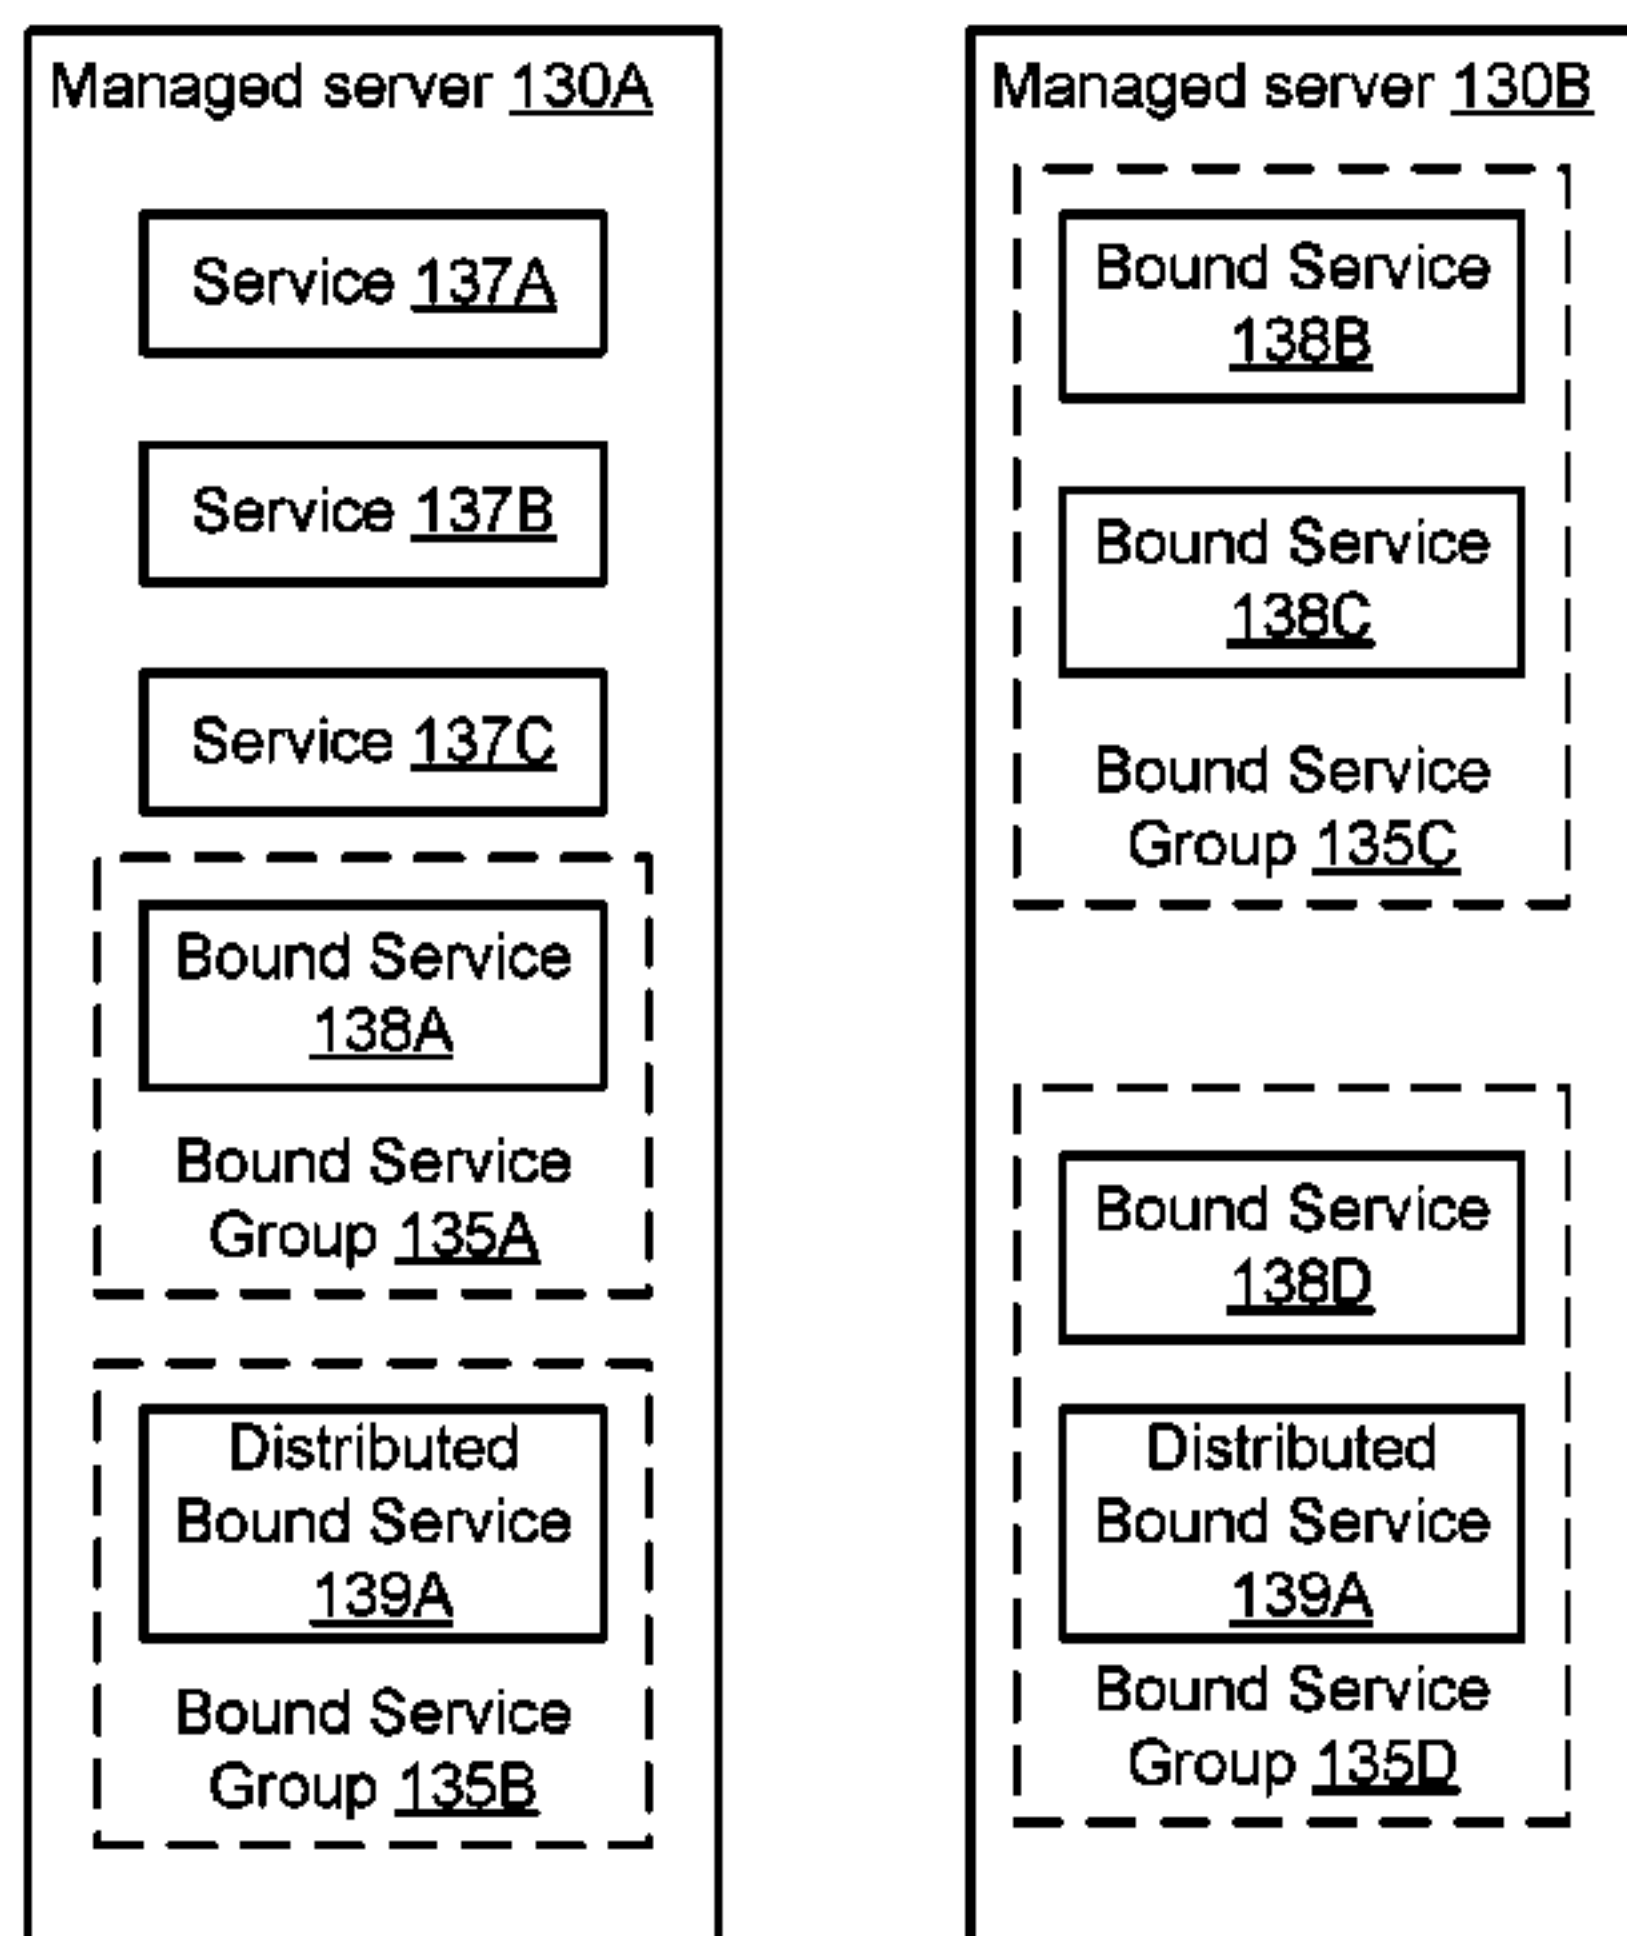 Managed server 130A
Service 137A
Service 137B
Service 137C
Bound Service
138A
Bound Service
Group 135A
Distributed
Bound Service
139A
Bound Service
Group 135B
Managed server 130B
Bound Service
138B
Bound Service
138C
Bound Service
Group 135C
Bound Service
138D
Distributed
Bound Service
139A
Bound Service
Group 135D